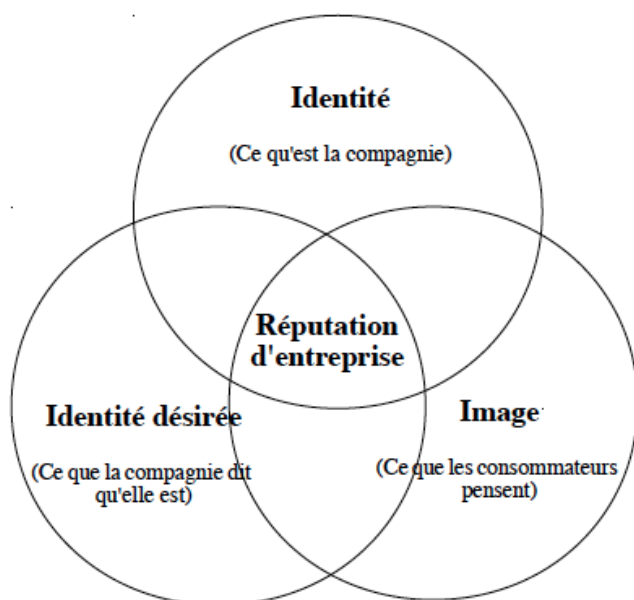 Identité
(Ce qu'est la compagnie)
Réputation
d'entreprise
Identité désirée
(Ce que la compagnie dit
qu'elle est)
Image
(Ce que les consommateurs
pensent)